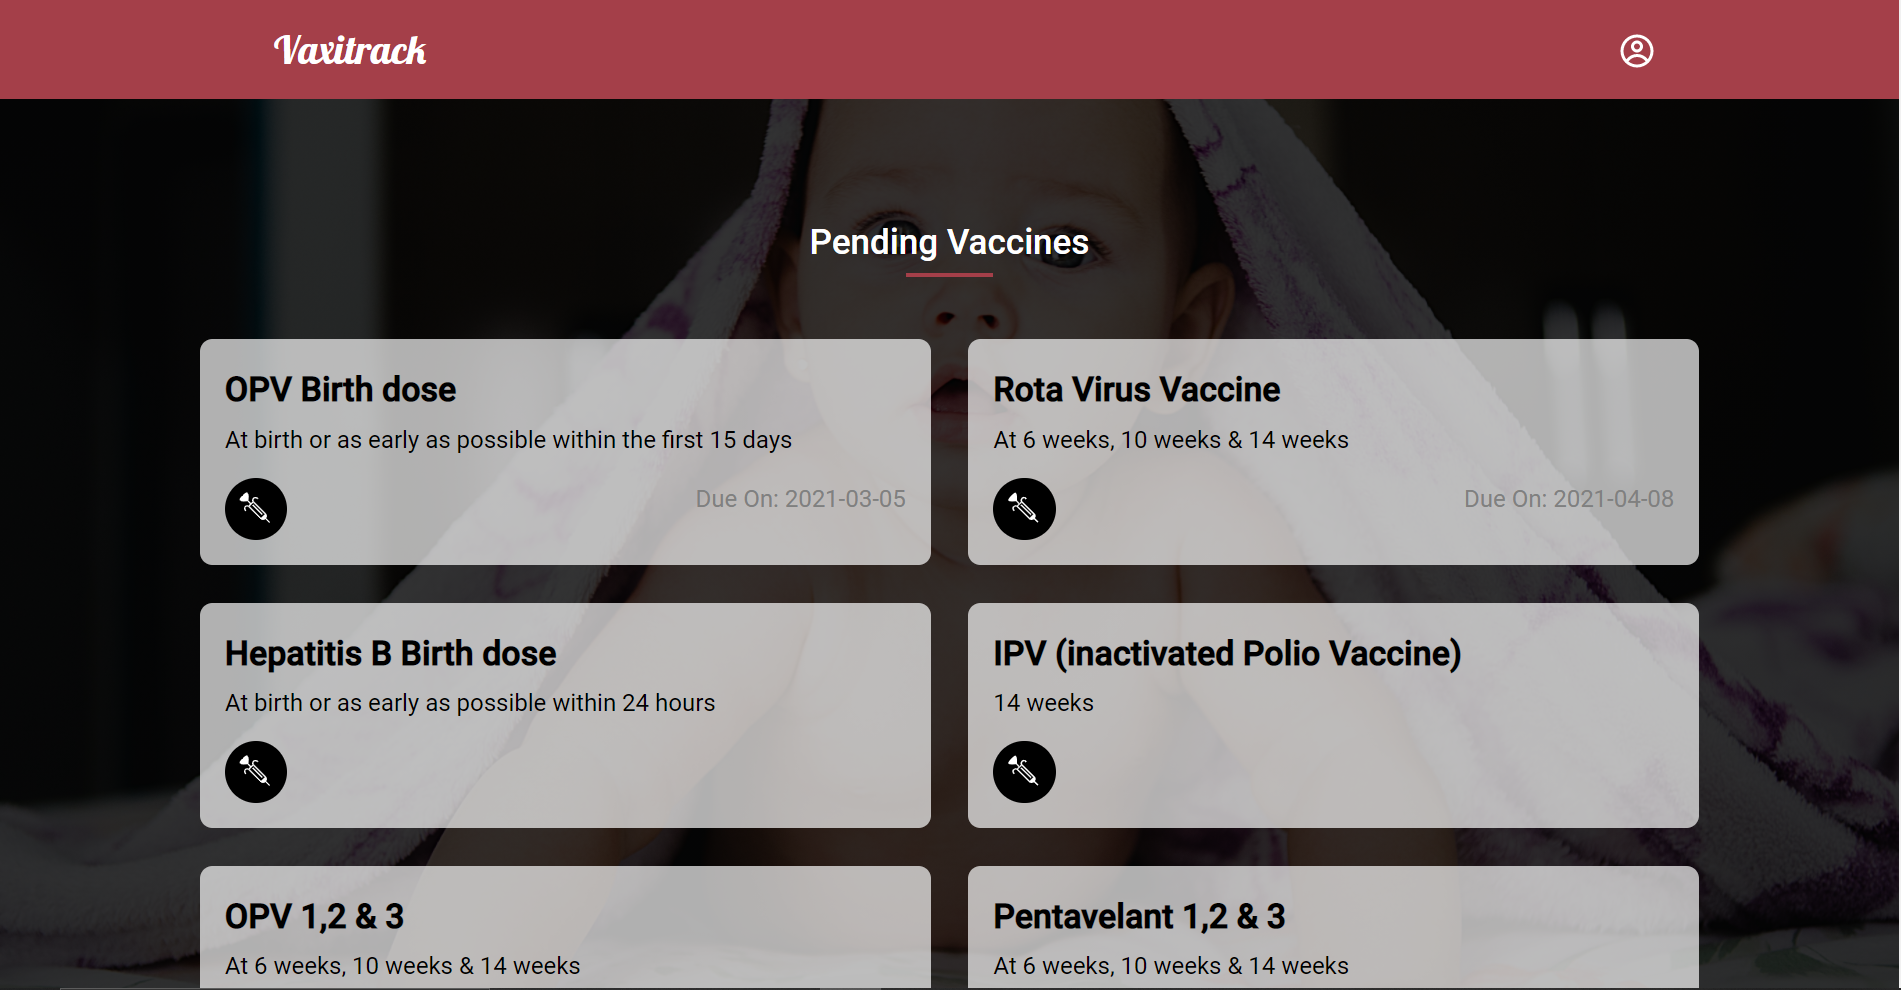 Vaxitrack
Pending Vaccines
OPV Birth dose
At birth or as early as possible within the first 15 days
Due On: 2021-03-05
Rota Virus Vaccine
At 6 weeks, 10 weeks & 14 weeks
Due On: 2021-04-08
Hepatitis B Birth dose
At birth or as early as possible within 24 hours
IPV (inactivated Polio Vaccine)
14 weeks
OPV 1,2 & 3
At 6 weeks, 10 weeks & 14 weeks
Pentavelant 1,2 & 3
At 6 weeks, 10 weeks & 14 weeks